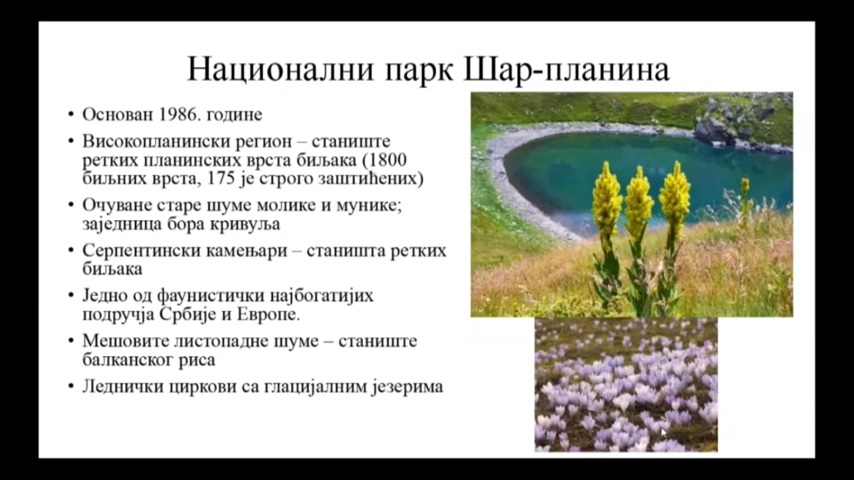 Национални парк Шар-планина
• Основан 1986. године
• Високопланински регион – станиште
ретких планинских врста биљака (1800
биљних врста, 175 је строго заштићених)
• Очуване старе шуме молике и мунике;
заједница бора кривуља
• Серпентински камењари – станишта ретких
биљака
• Једно од фаунистички најбогатијих
подручја Србије и Европе.
• Мешовите листопадне шуме – станиште
балканског риса
• Леднички циркови са глацијалним језерима